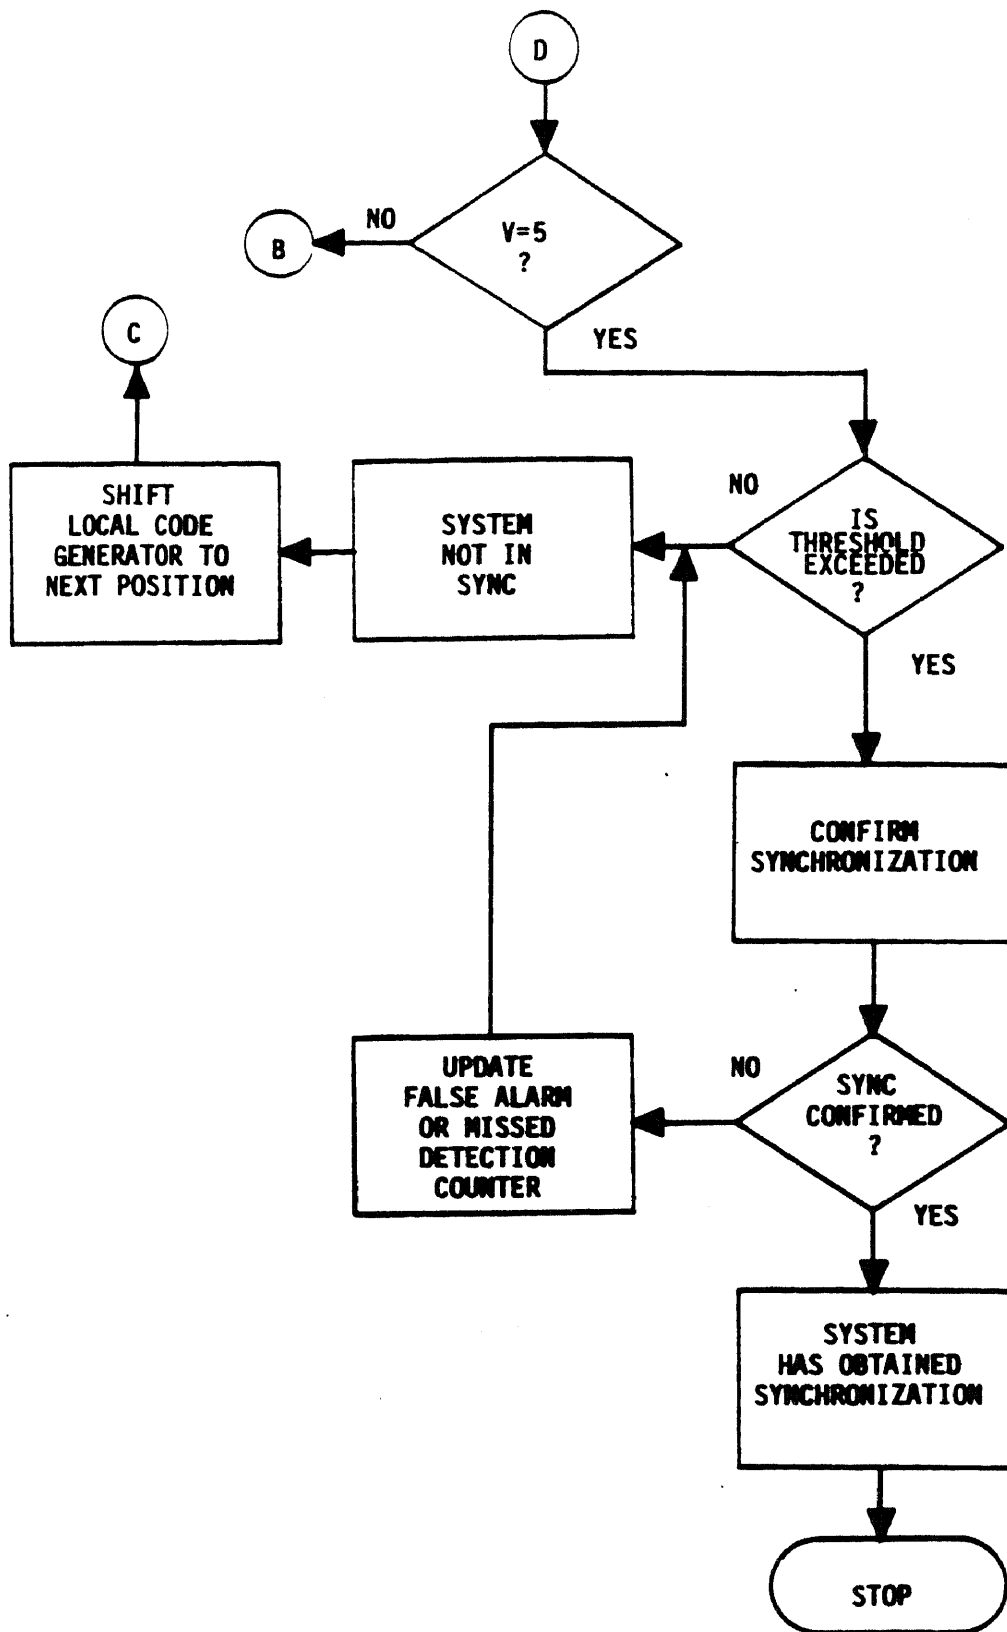 D
V=5
?
NO
B
YES
C
NO
IS
THRESHOLD
EXCEEDED
?
SYSTEM
NOT IN
SYNC
SHIFT
LOCAL CODE
GENERATOR TO
NEXT POSITION
YES
CONFIRM
SYNCHRONIZATION
NO
SYNC
CONFIRMED
?
UPDATE
FALSE ALARM
OR MISSED
DETECTION
COUNTER
YES
SYSTEM
HAS OBTAINED
SYNCHRONIZATION
STOP